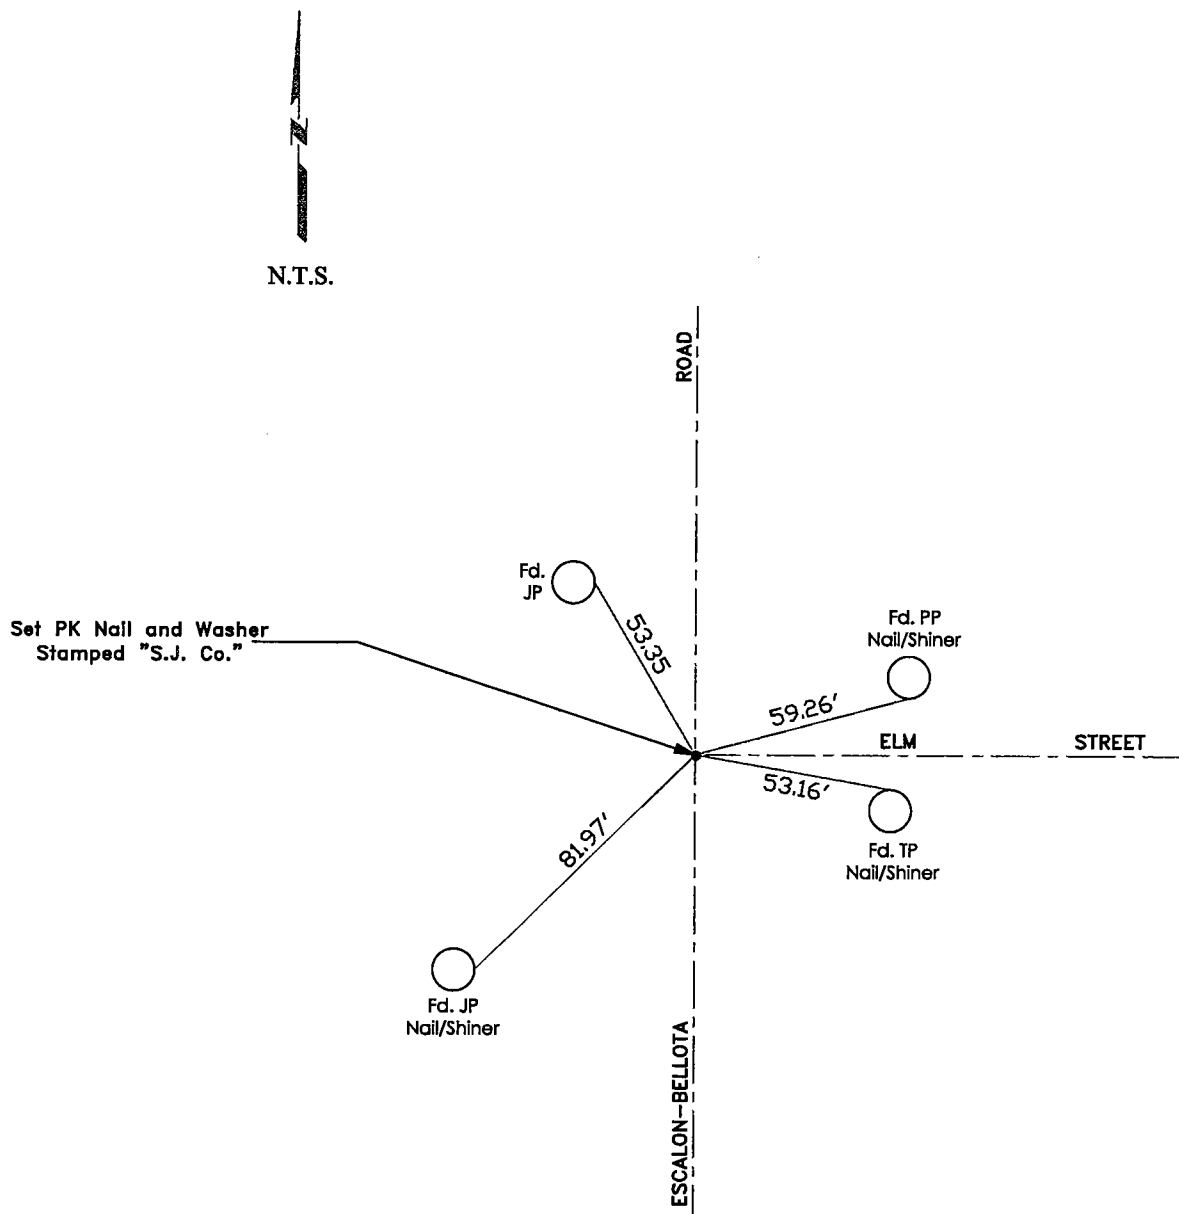 N
N.T.S.
ROAD
Fd.
JP
53.35
Set PK Nail and Washer
Stamped "S.J. Co."
Fd. PP
Nail/Shiner
59.26'
ELM STREET
53.16'
Fd. TP
Nail/Shiner
81.97'
Fd. JP
Nail/Shiner
ESCALON-BELLOTA